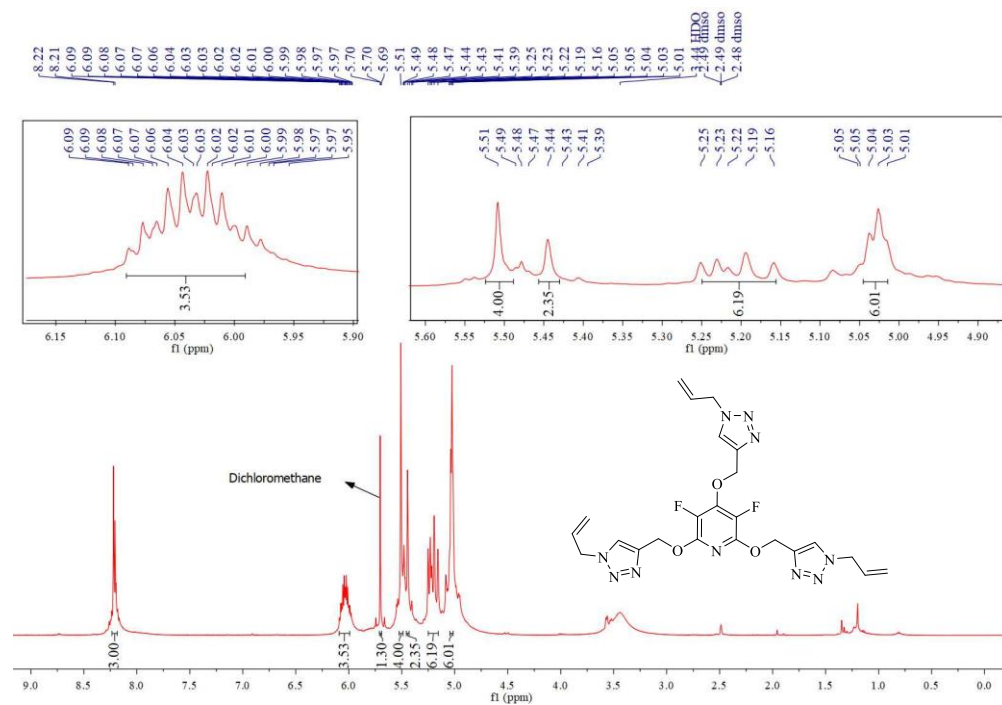 8.22 8.21 6.09 6.09 6.08 6.07 6.07 6.06 6.04 6.03 6.03 6.02 6.02 6.01 6.00 5.99 5.98 5.97 5.97 5.70 5.70 5.69 5.51 5.49 5.48 5.47 5.44 5.43 5.41 5.39 5.25 5.23 5.22 5.19 5.16 5.05 5.05 5.04 5.03 5.01 3.44 HDO 2.49 dmso 2.49 dmso 2.48 dmso
6.09 6.09 6.08 6.07 6.07 6.06 6.04 6.03 6.03 6.02 6.02 6.01 6.00 5.99 5.98 5.97 5.97 5.95
3.53
6.15 6.10 6.05 6.00 5.95 5.90
f1 (ppm)
5.51 5.49 5.48 5.47 5.44 5.43 5.41 5.39 5.25 5.23 5.22 5.19 5.16 5.05 5.05 5.04 5.03 5.01
4.00 2.35 6.19 6.01
5.60 5.55 5.50 5.45 5.40 5.35 5.30 5.25 5.20 5.15 5.10 5.05 5.00 4.95 4.90
f1 (ppm)
Dichloromethane
N N
N
O
F F
O N O
N N N
N N N
3.00 3.53 1.30 4.00 2.35 6.19 6.01
9.0 8.5 8.0 7.5 7.0 6.5 6.0 5.5 5.0 4.5 4.0 3.5 3.0 2.5 2.0 1.5 1.0 0.5 0.0
f1 (ppm)